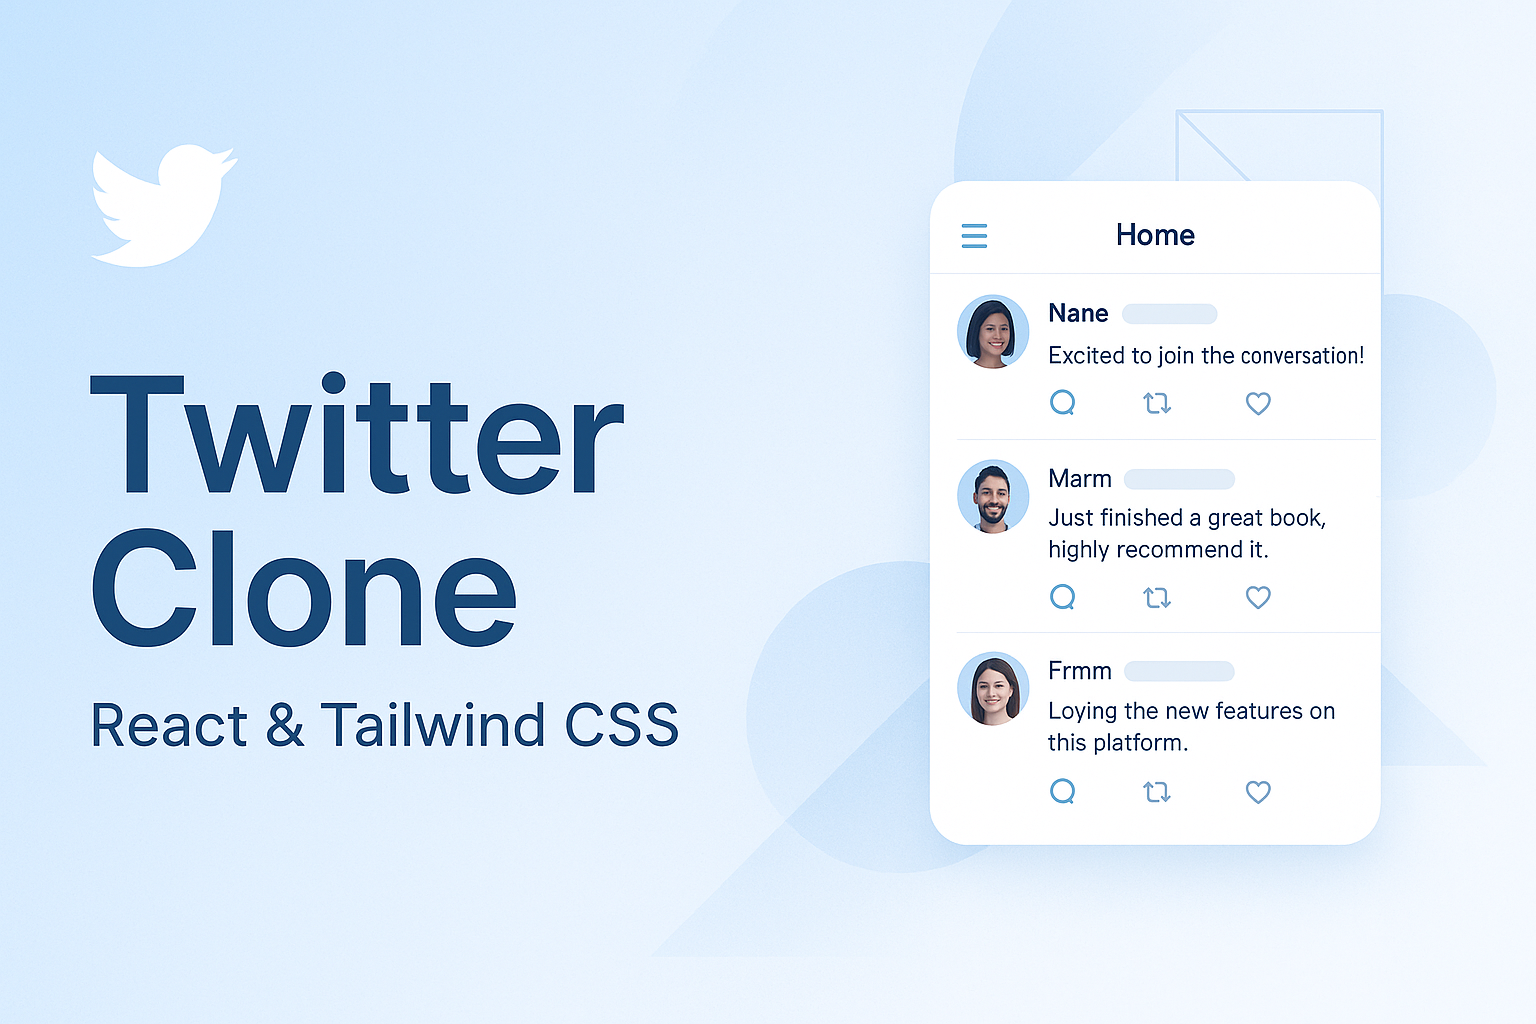 Twitter
Clone
React & Tailwind CSS
Home
Nane
Excited to join the conversation!
Marm
Just finished a great book,
highly recommend it.
Frmm
Loying the new features on
this platform.